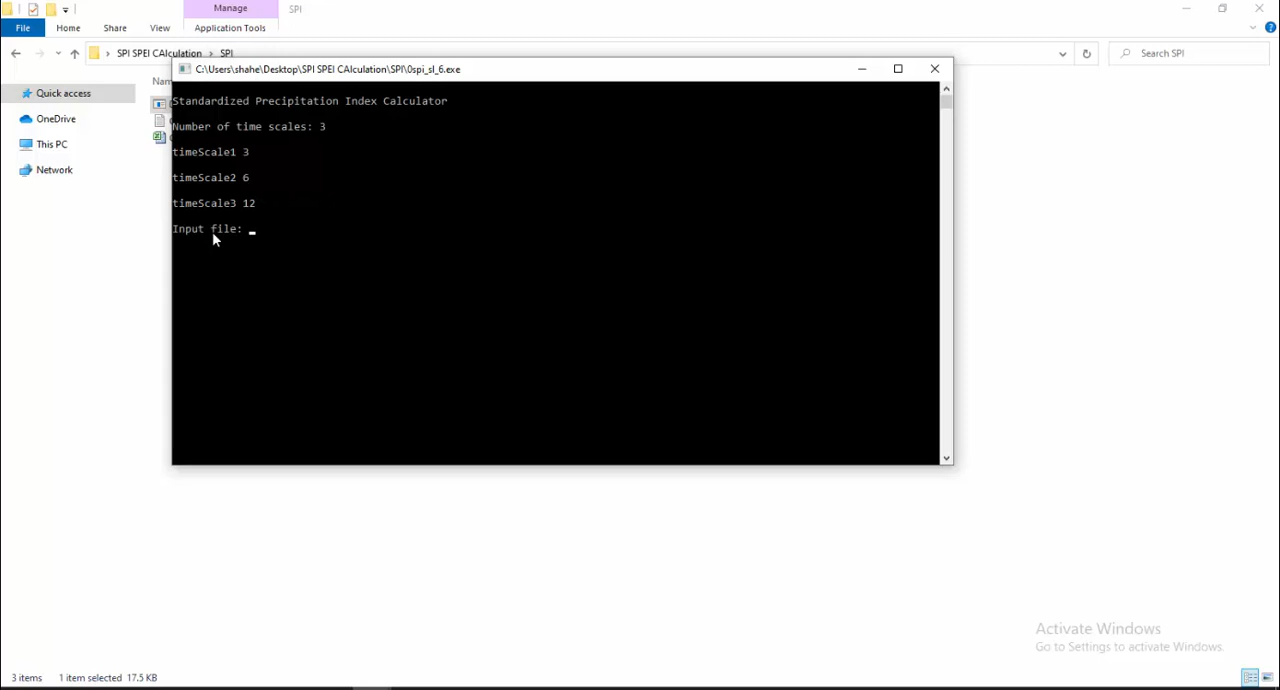 Manage
SPI
File
Home
Share
View
Application Tools
SPI SPEI CAlculation
SPI
Search SPI
C:\Users\shahe\Desktop\SPI SPEI CAlculation\SPI\0spi_sl_6.exe
Quick access
OneDrive
This PC
Network
Standardized Precipitation Index Calculator
Number of time scales: 3
timeScale1 3
timeScale2 6
timeScale3 12
Input file:
Activate Windows
Go to Settings to activate Windows.
3 items
1 item selected 17.5 KB